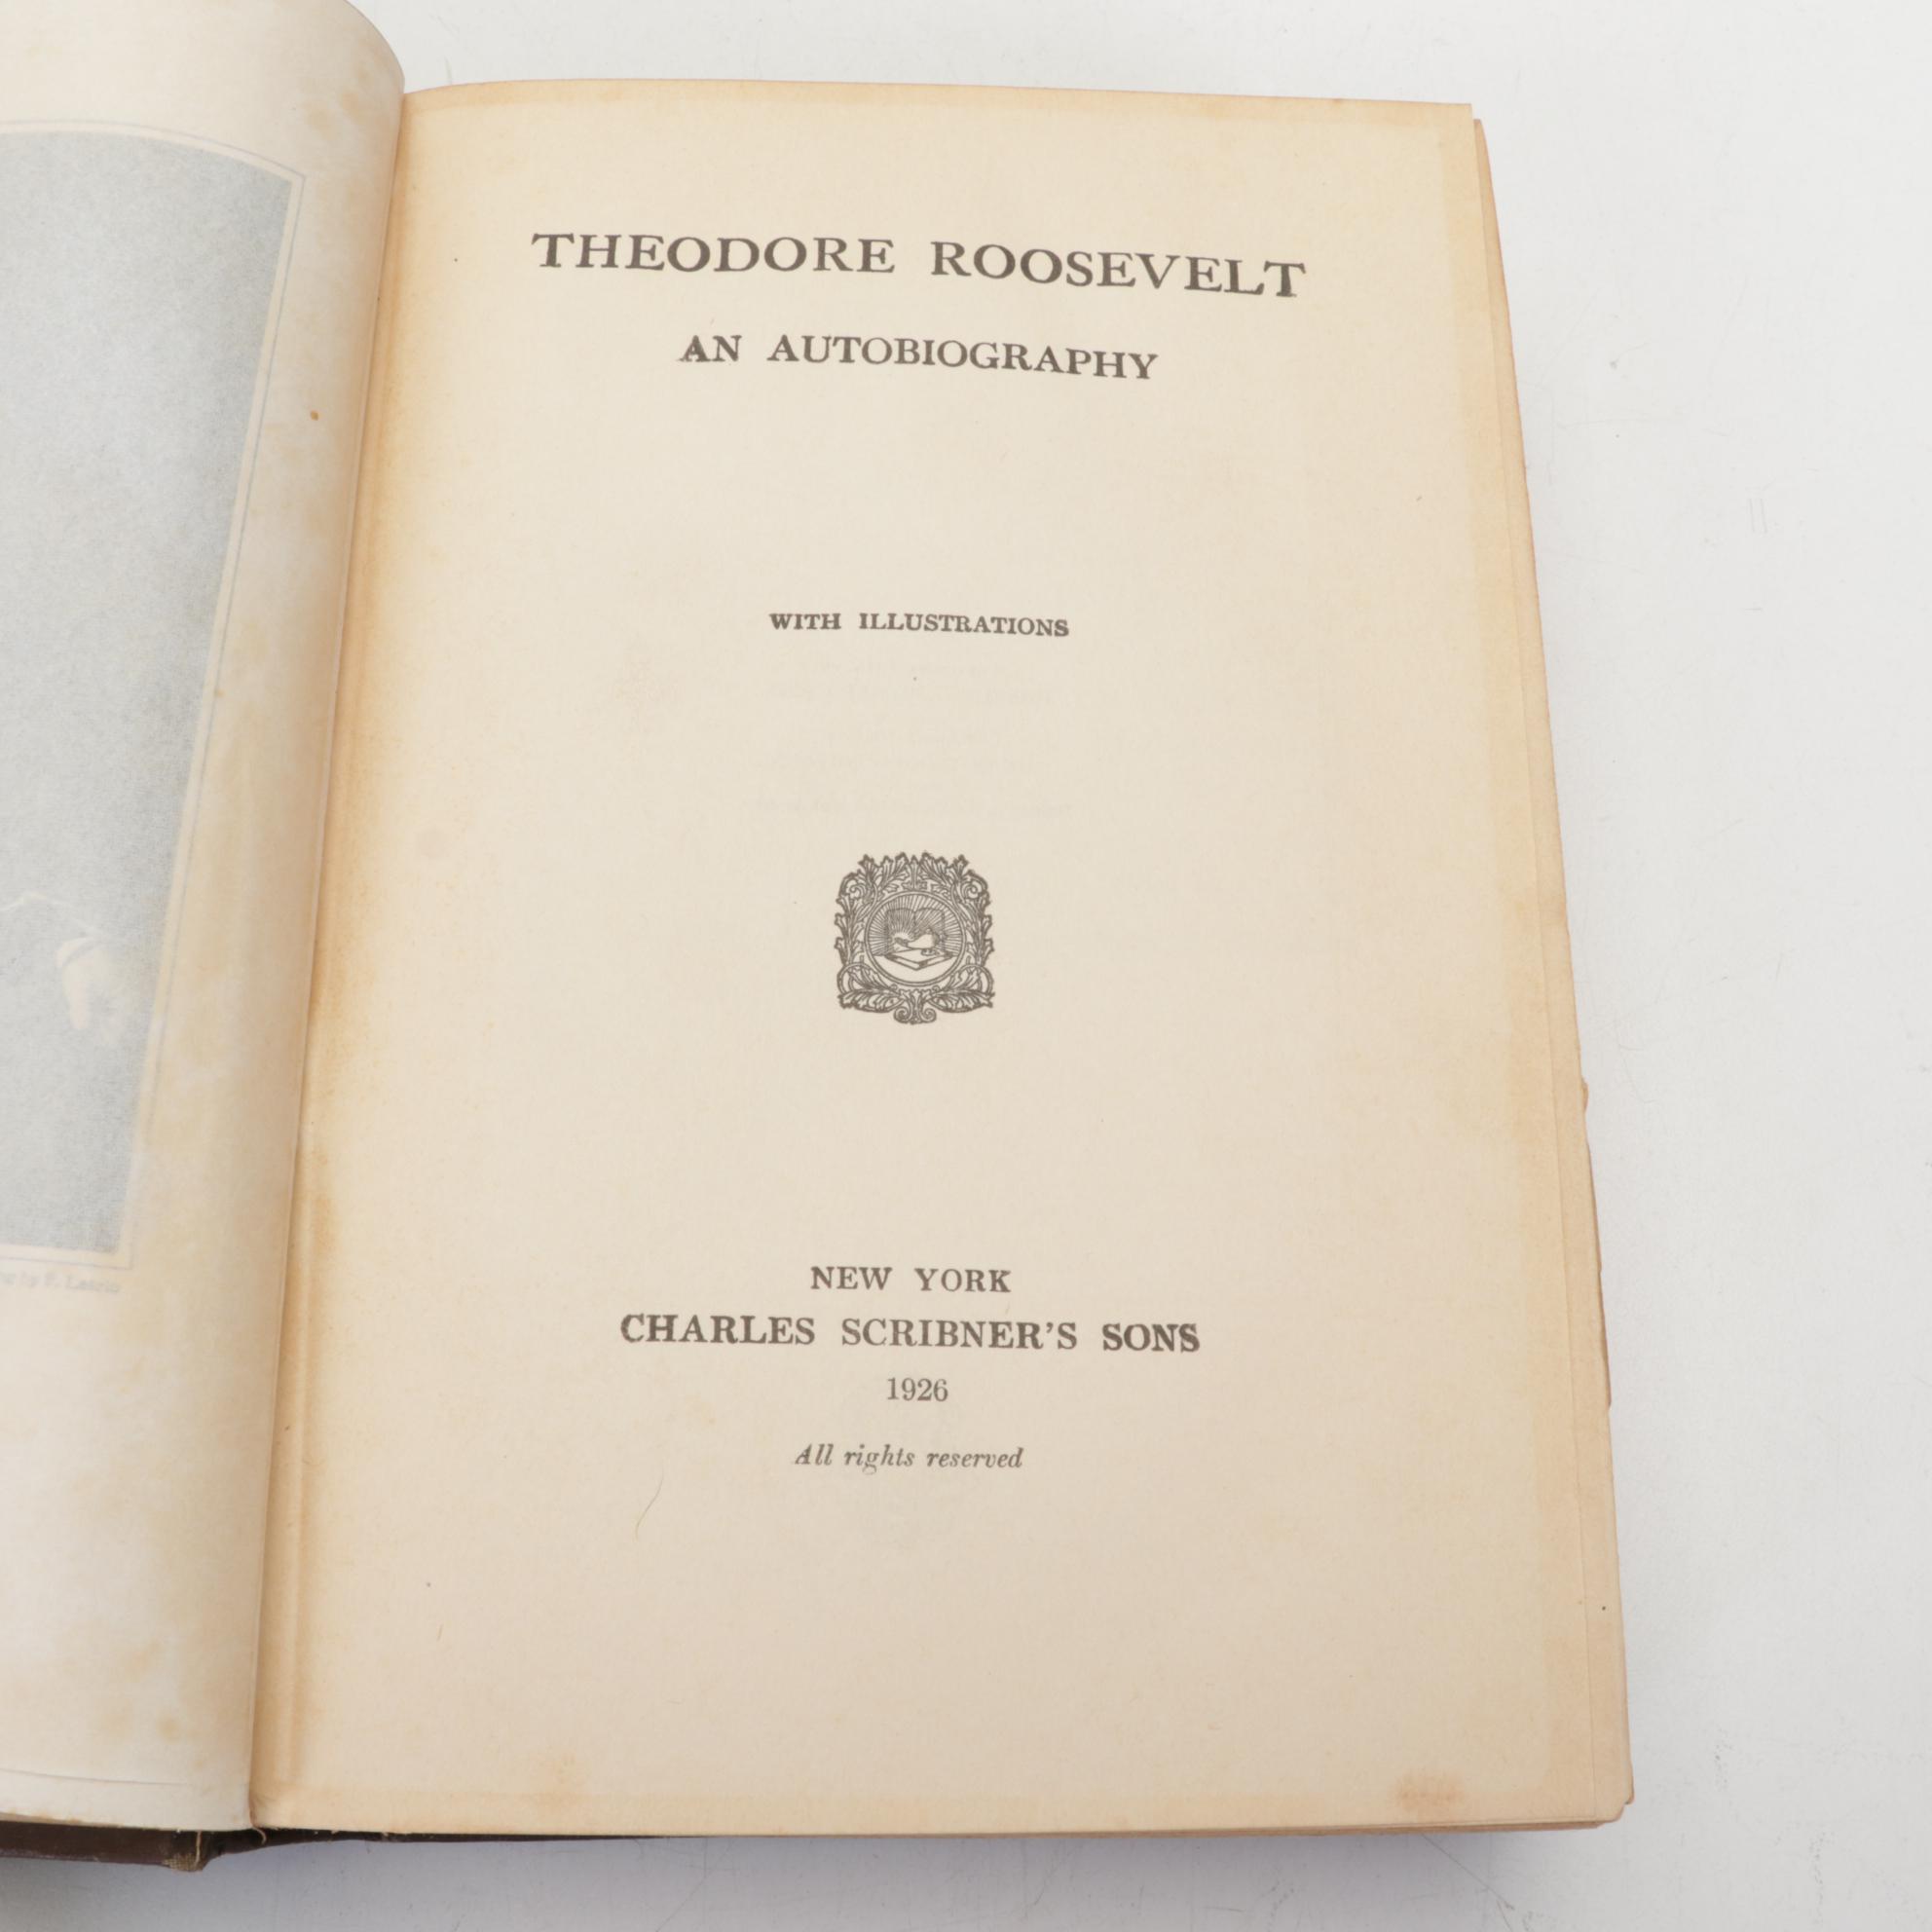 THEODORE ROOSEVELT
AN AUTOBIOGRAPHY
WITH ILLUSTRATIONS
NEW YORK
CHARLES SCRIBNER'S SONS
1926
All rights reserved